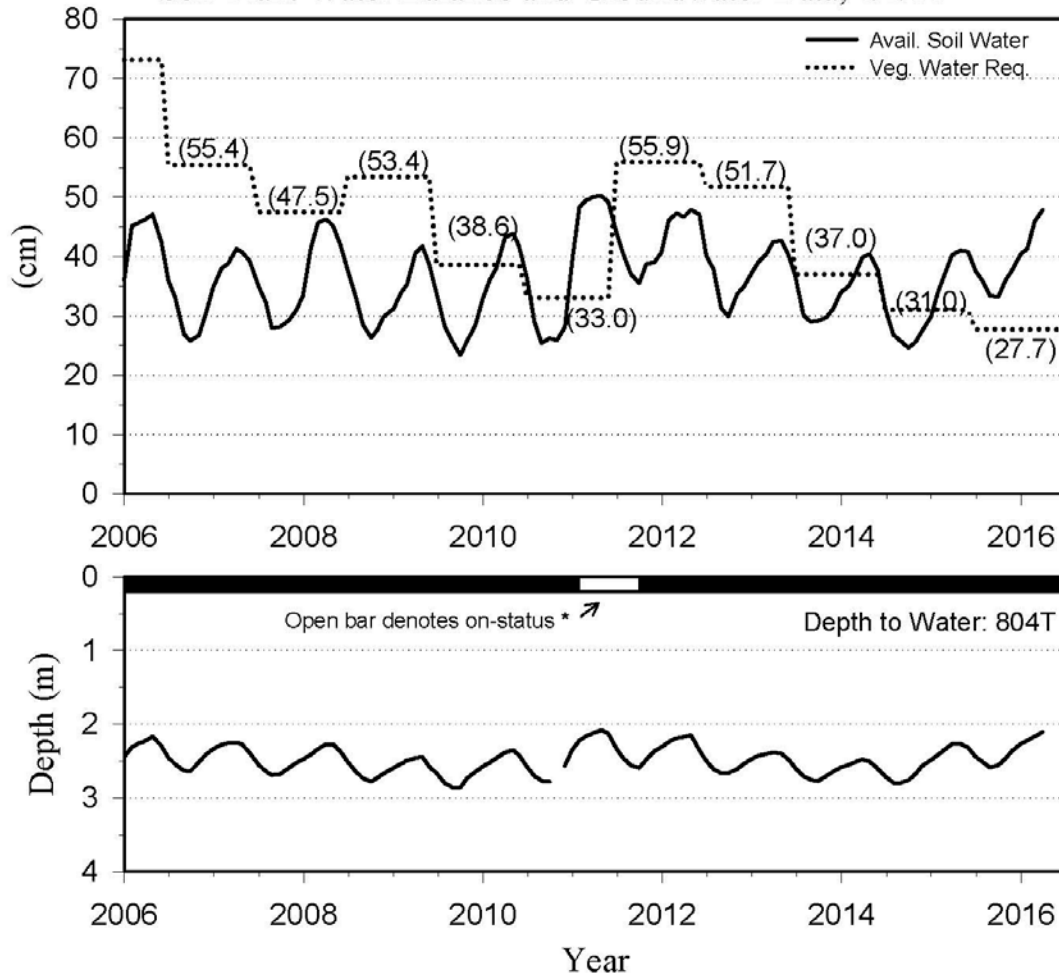 80
70
60
50
40
30
20
10
0
(cm)
Avail. Soil Water
Veg. Water Req.
(55.4)
(47.5)
(53.4)
(38.6)
(33.0)
(55.9)
(51.7)
(37.0)
(31.0)
(27.7)
2006 2008 2010 2012 2014 2016
0
1
2
3
4
Depth (m)
Open bar denotes on-status *
Depth to Water: 804T
2006 2008 2010 2012 2014 2016
Year